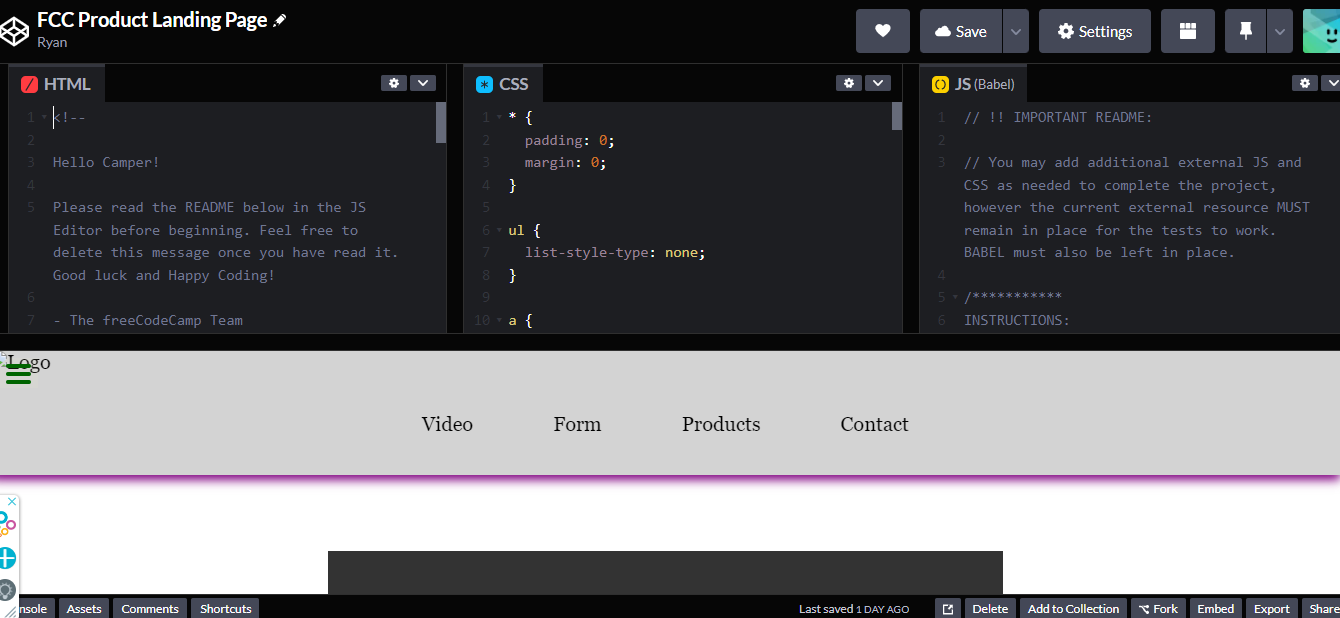 FCC Product Landing Page
Ryan
Save
Settings
HTML
1 <!--
2
3 Hello Camper!
4
5 Please read the README below in the JS
Editor before beginning. Feel free to
delete this message once you have read it.
Good luck and Happy Coding!
6
7 - The freeCodeCamp Team
CSS
1 * {
2 padding: 0;
3 margin: 0;
4 }
5
6 ul {
7 list-style-type: none;
8 }
9
10 a {
JS (Babel)
1 // !! IMPORTANT README:
2
3 // You may add additional external JS and
CSS as needed to complete the project,
however the current external resource MUST
remain in place for the tests to work.
BABEL must also be left in place.
4
5 /***********
6 INSTRUCTIONS:
Logo
Video Form Products Contact
nsole Assets Comments Shortcuts Last saved 1 DAY AGO Delete Add to Collection Fork Embed Export Share